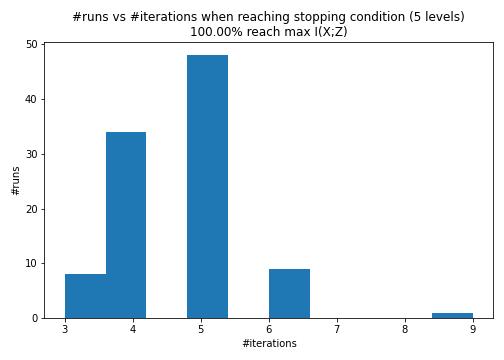 #runs vs #iterations when reaching stopping condition (5 levels)
100.00% reach max I(X;Z)
50
40
30
20
10
0
#runs
3 4 5 6 7 8 9
#iterations